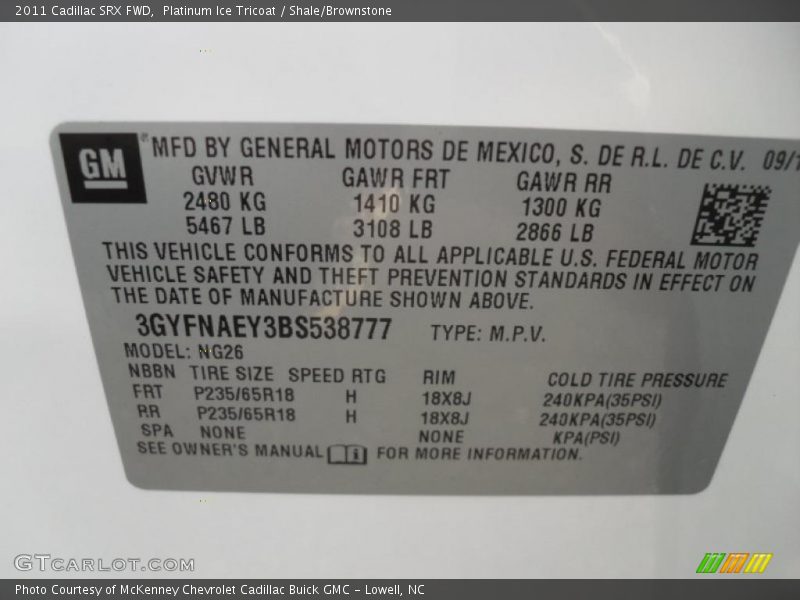 2011 Cadillac SRX FWD, Platinum Ice Tricoat / Shale/Brownstone
GM ® MFD BY GENERAL MOTORS DE MEXICO, S. DE R.L. DE C.V. 09/1
GVWR GAWR FRT GAWR RR
2480 KG 1410 KG 1300 KG
5467 LB 3108 LB 2866 LB
THIS VEHICLE CONFORMS TO ALL APPLICABLE U.S. FEDERAL MOTOR
VEHICLE SAFETY AND THEFT PREVENTION STANDARDS IN EFFECT ON
THE DATE OF MANUFACTURE SHOWN ABOVE.
3GYFNAEY3BS538777 TYPE: M.P.V.
MODEL: NG26
NBBN TIRE SIZE SPEED RTG RIM COLD TIRE PRESSURE
FRT P235/65R18 H 18X8J 240KPA(35PSI)
RR P235/65R18 H 18X8J 240KPA(35PSI)
SPA NONE NONE KPA(PSI)
SEE OWNER'S MANUAL i FOR MORE INFORMATION.
GTCARLOT.COM
Photo Courtesy of McKenney Chevrolet Cadillac Buick GMC - Lowell, NC